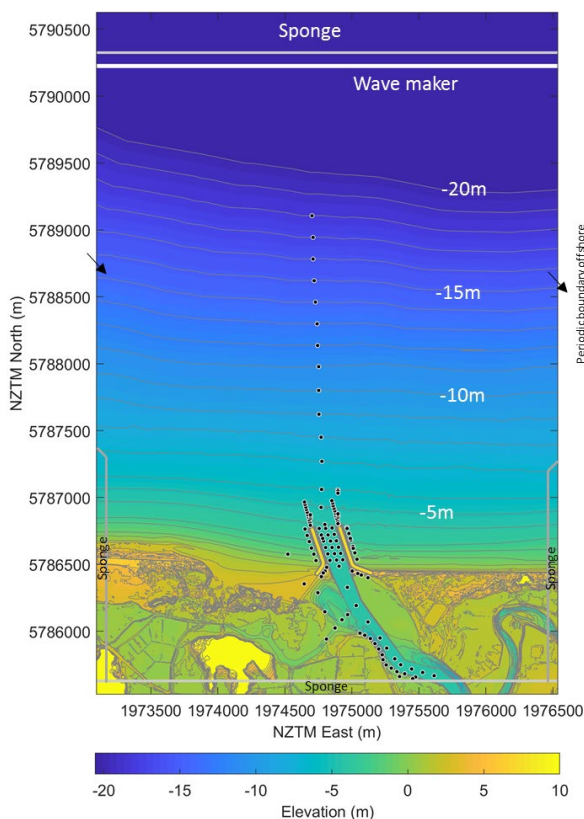 5790500
5790000
5789500
5789000
5788500
5788000
5787500
5787000
5786500
5786000
NZTM North (m)
Sponge
Wave maker
-20m
-15m
-10m
-5m
Periodic boundary offshore
Sponge
Sponge
Sponge
1973500 1974000 1974500 1975000 1975500 1976000 1976500
NZTM East (m)
-20 -15 -10 -5 0 5 10
Elevation (m)